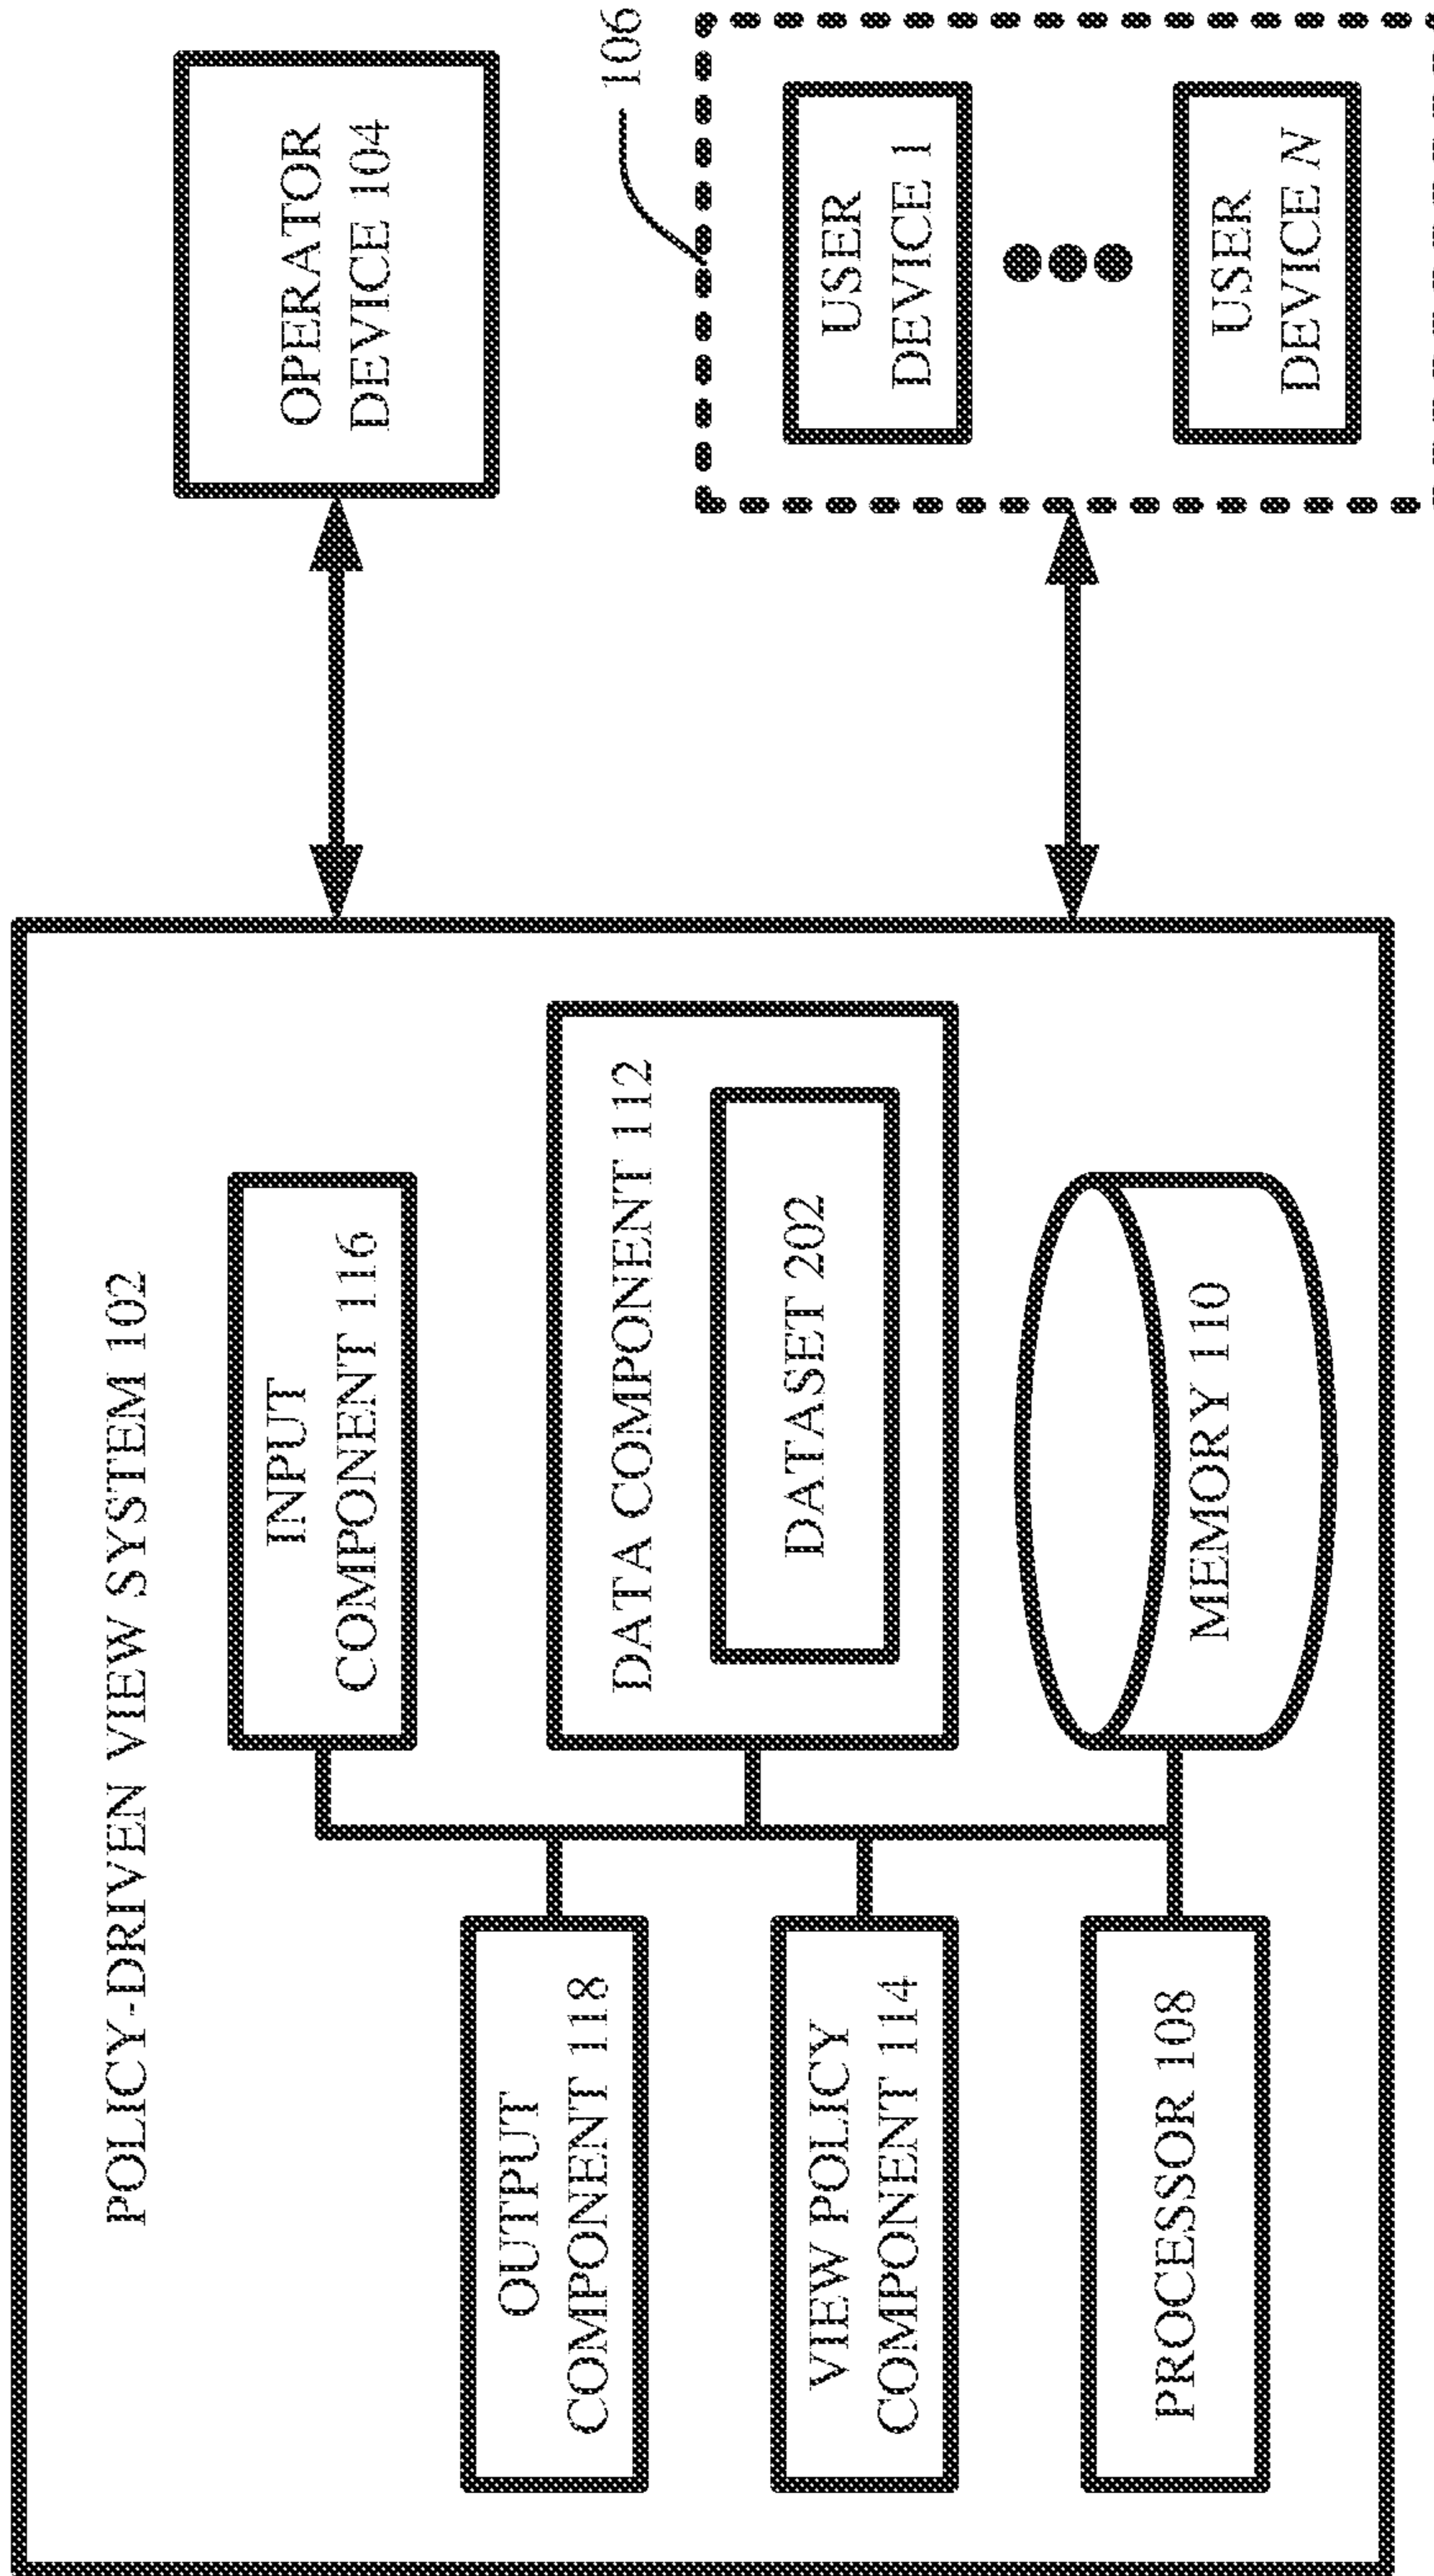 POLICY-DRIVEN VIEW SYSTEM 102
OUTPUT
COMPONENT 118
VIEW POLICY
COMPONENT 114
PROCESSOR 108
INPUT
COMPONENT 116
DATA COMPONENT 112
DATASET 202
MEMORY 110
OPERATOR
DEVICE 104
106
USER
DEVICE 1
USER
DEVICE N